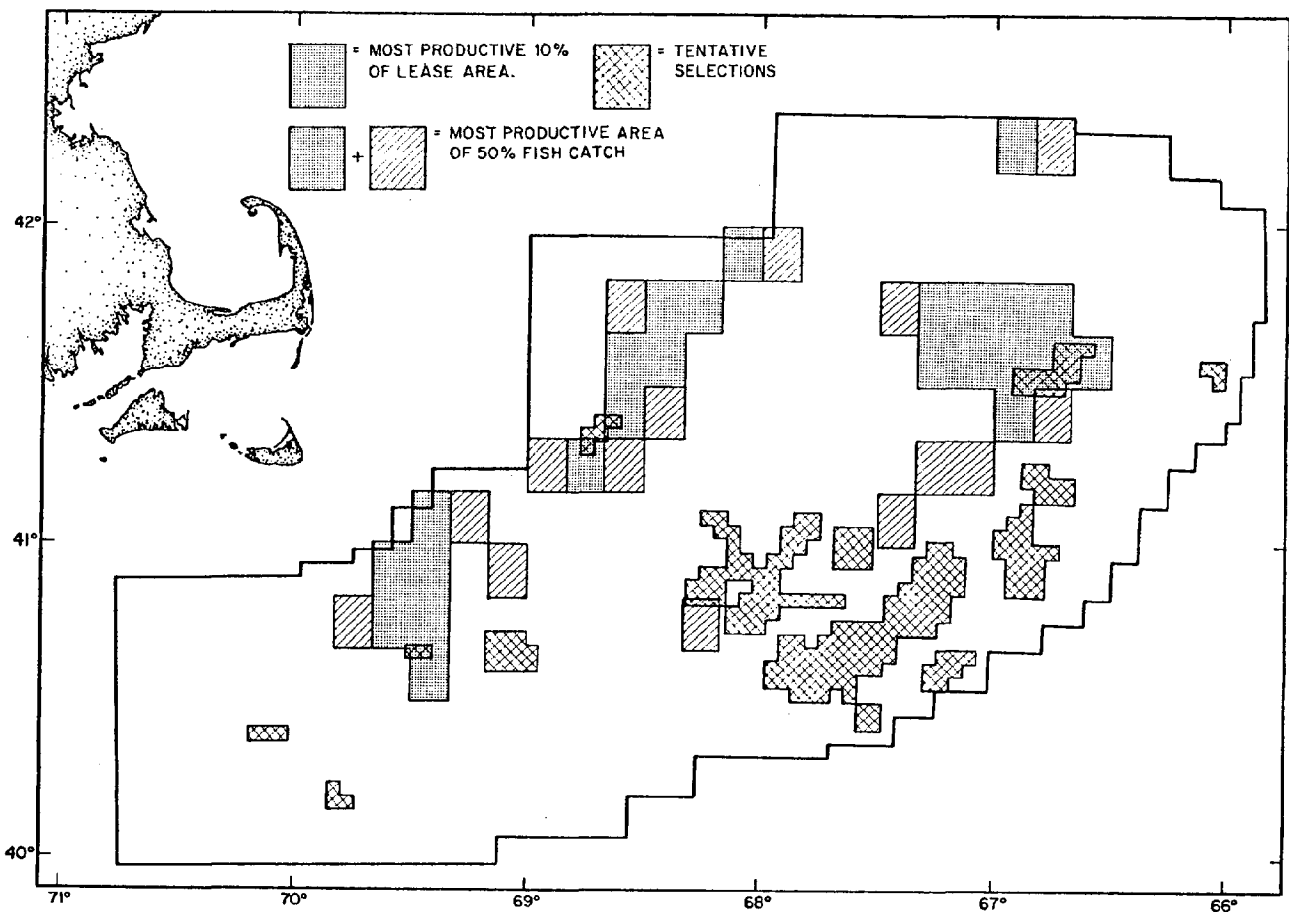 = MOST PRODUCTIVE 10%
OF LEASE AREA.
= TENTATIVE
SELECTIONS
+
= MOST PRODUCTIVE AREA
OF 50% FISH CATCH
42°
41°
40°
71°
70°
69°
68°
67°
66°